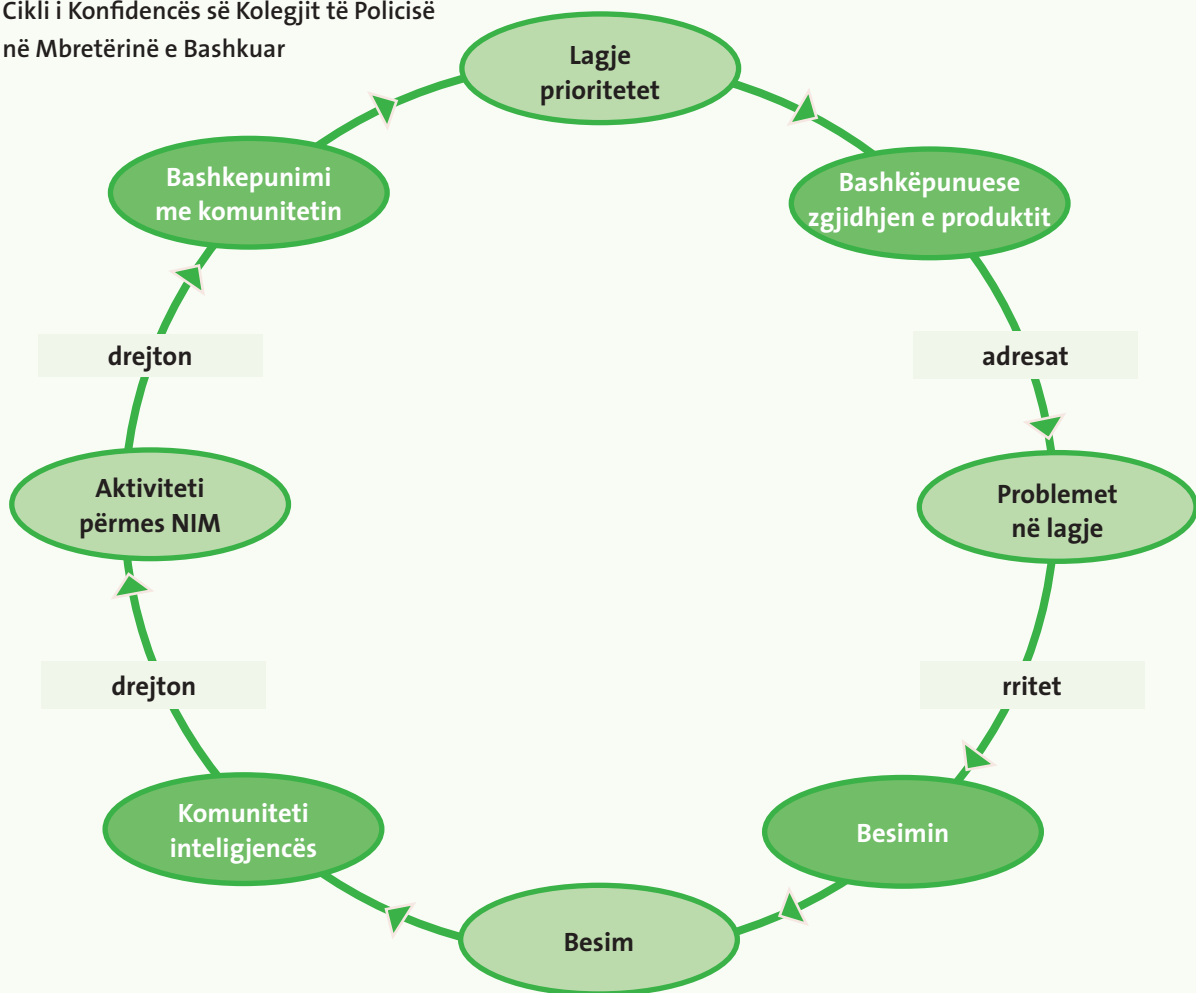 Cikli i Konfidencës së Kolegjit të Policisë
në Mbretërinë e Bashkuar
Lagje
prioritetet
Bashkepunimi
me komunitetin
Bashkëpunuese
zgjidhjen e produktit
drejton
adresat
Aktiviteti
përmes NIM
Problemet
në lagje
drejton
rritet
Komuniteti
inteligjencës
Besimin
Besim